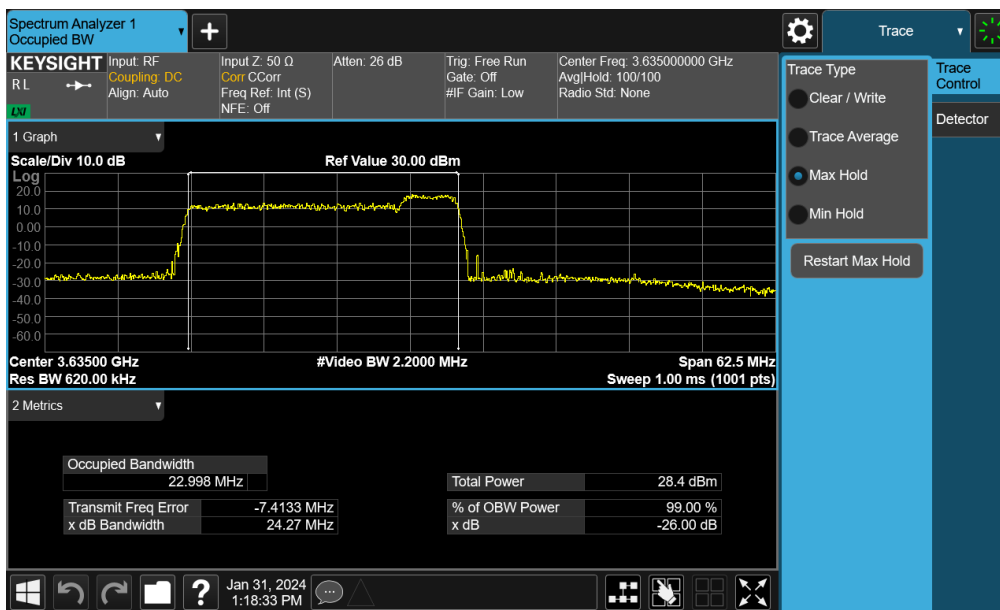 Spectrum Analyzer 1
Occupied BW
+
Trace
KEYSIGHT
R L
LXI
Input: RF
Coupling: DC
Align: Auto
Input Z: 50 Ω
Corr CCorr
Freq Ref: Int (S)
NFE: Off
Atten: 26 dB
Trig: Free Run
Gate: Off
#IF Gain: Low
Center Freq: 3.635000000 GHz
Avg|Hold: 100/100
Radio Std: None
Trace Type
Clear / Write
Trace Average
Max Hold
Min Hold
Restart Max Hold
Trace
Control
Detector
1 Graph
Scale/Div 10.0 dB
Ref Value 30.00 dBm
Log
20.0
10.0
0.00
-10.0
-20.0
-30.0
-40.0
-50.0
-60.0
Center 3.63500 GHz
#Video BW 2.2000 MHz
Span 62.5 MHz
Res BW 620.00 kHz
Sweep 1.00 ms (1001 pts)
2 Metrics
Occupied Bandwidth
22.998 MHz
Total Power 28.4 dBm
Transmit Freq Error -7.4133 MHz
% of OBW Power 99.00 %
x dB Bandwidth 24.27 MHz
x dB -26.00 dB
?
Jan 31, 2024
1:18:33 PM